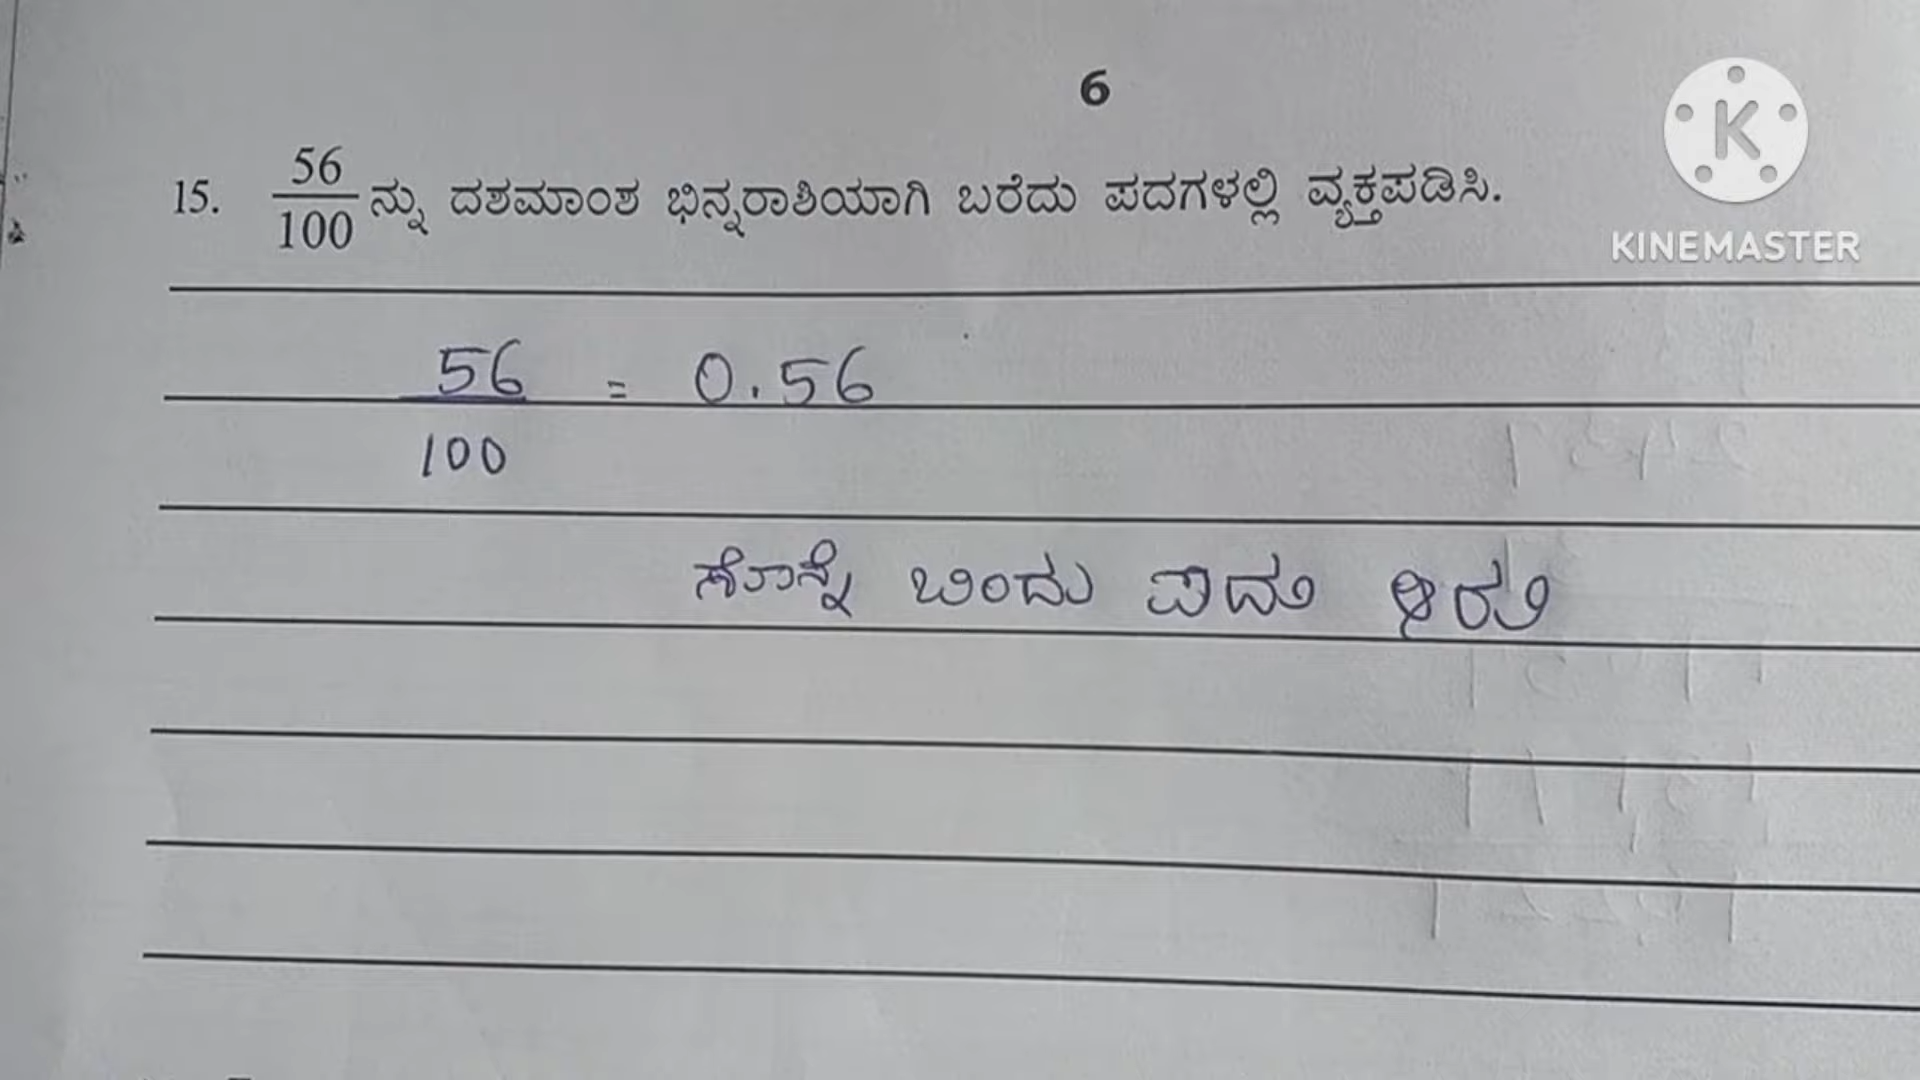 6
K
KINEMASTER
15. 56/100 ನ್ನು ದಶಮಾಂಶ ಭಿನ್ನರಾಶಿಯಾಗಿ ಬರೆದು ಪದಗಳಲ್ಲಿ ವ್ಯಕ್ತಪಡಿಸಿ.
56/100 = 0.56
ಸೊನ್ನೆ ಬಿಂದು ಐದು ಆರು